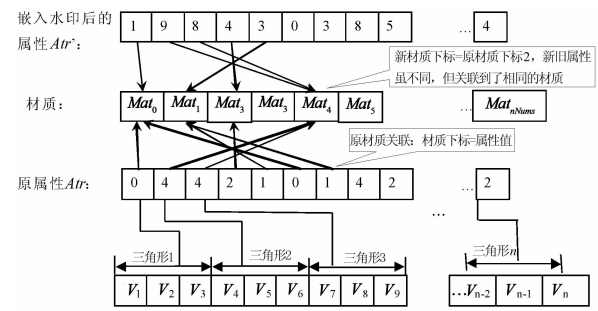 嵌入水印后的
属性Atr`:
1 9 8 4 3 0 3 8 5 ...4
新材质下标=原材质下标2，新旧属性
虽不同，但关联到了相同的材质
材质: Mat0 Mat1 Mat3 Mat3 Mat4 Mat5 ... MatnNums
原材质关联：材质下标=属性值
原属性Atr: 0 4 4 2 1 0 1 4 2 ...2
...
三角形1 三角形2 三角形3 三角形n
V1 V2 V3 V4 V5 V6 V7 V8 V9 ...Vn-2 Vn-1 Vn